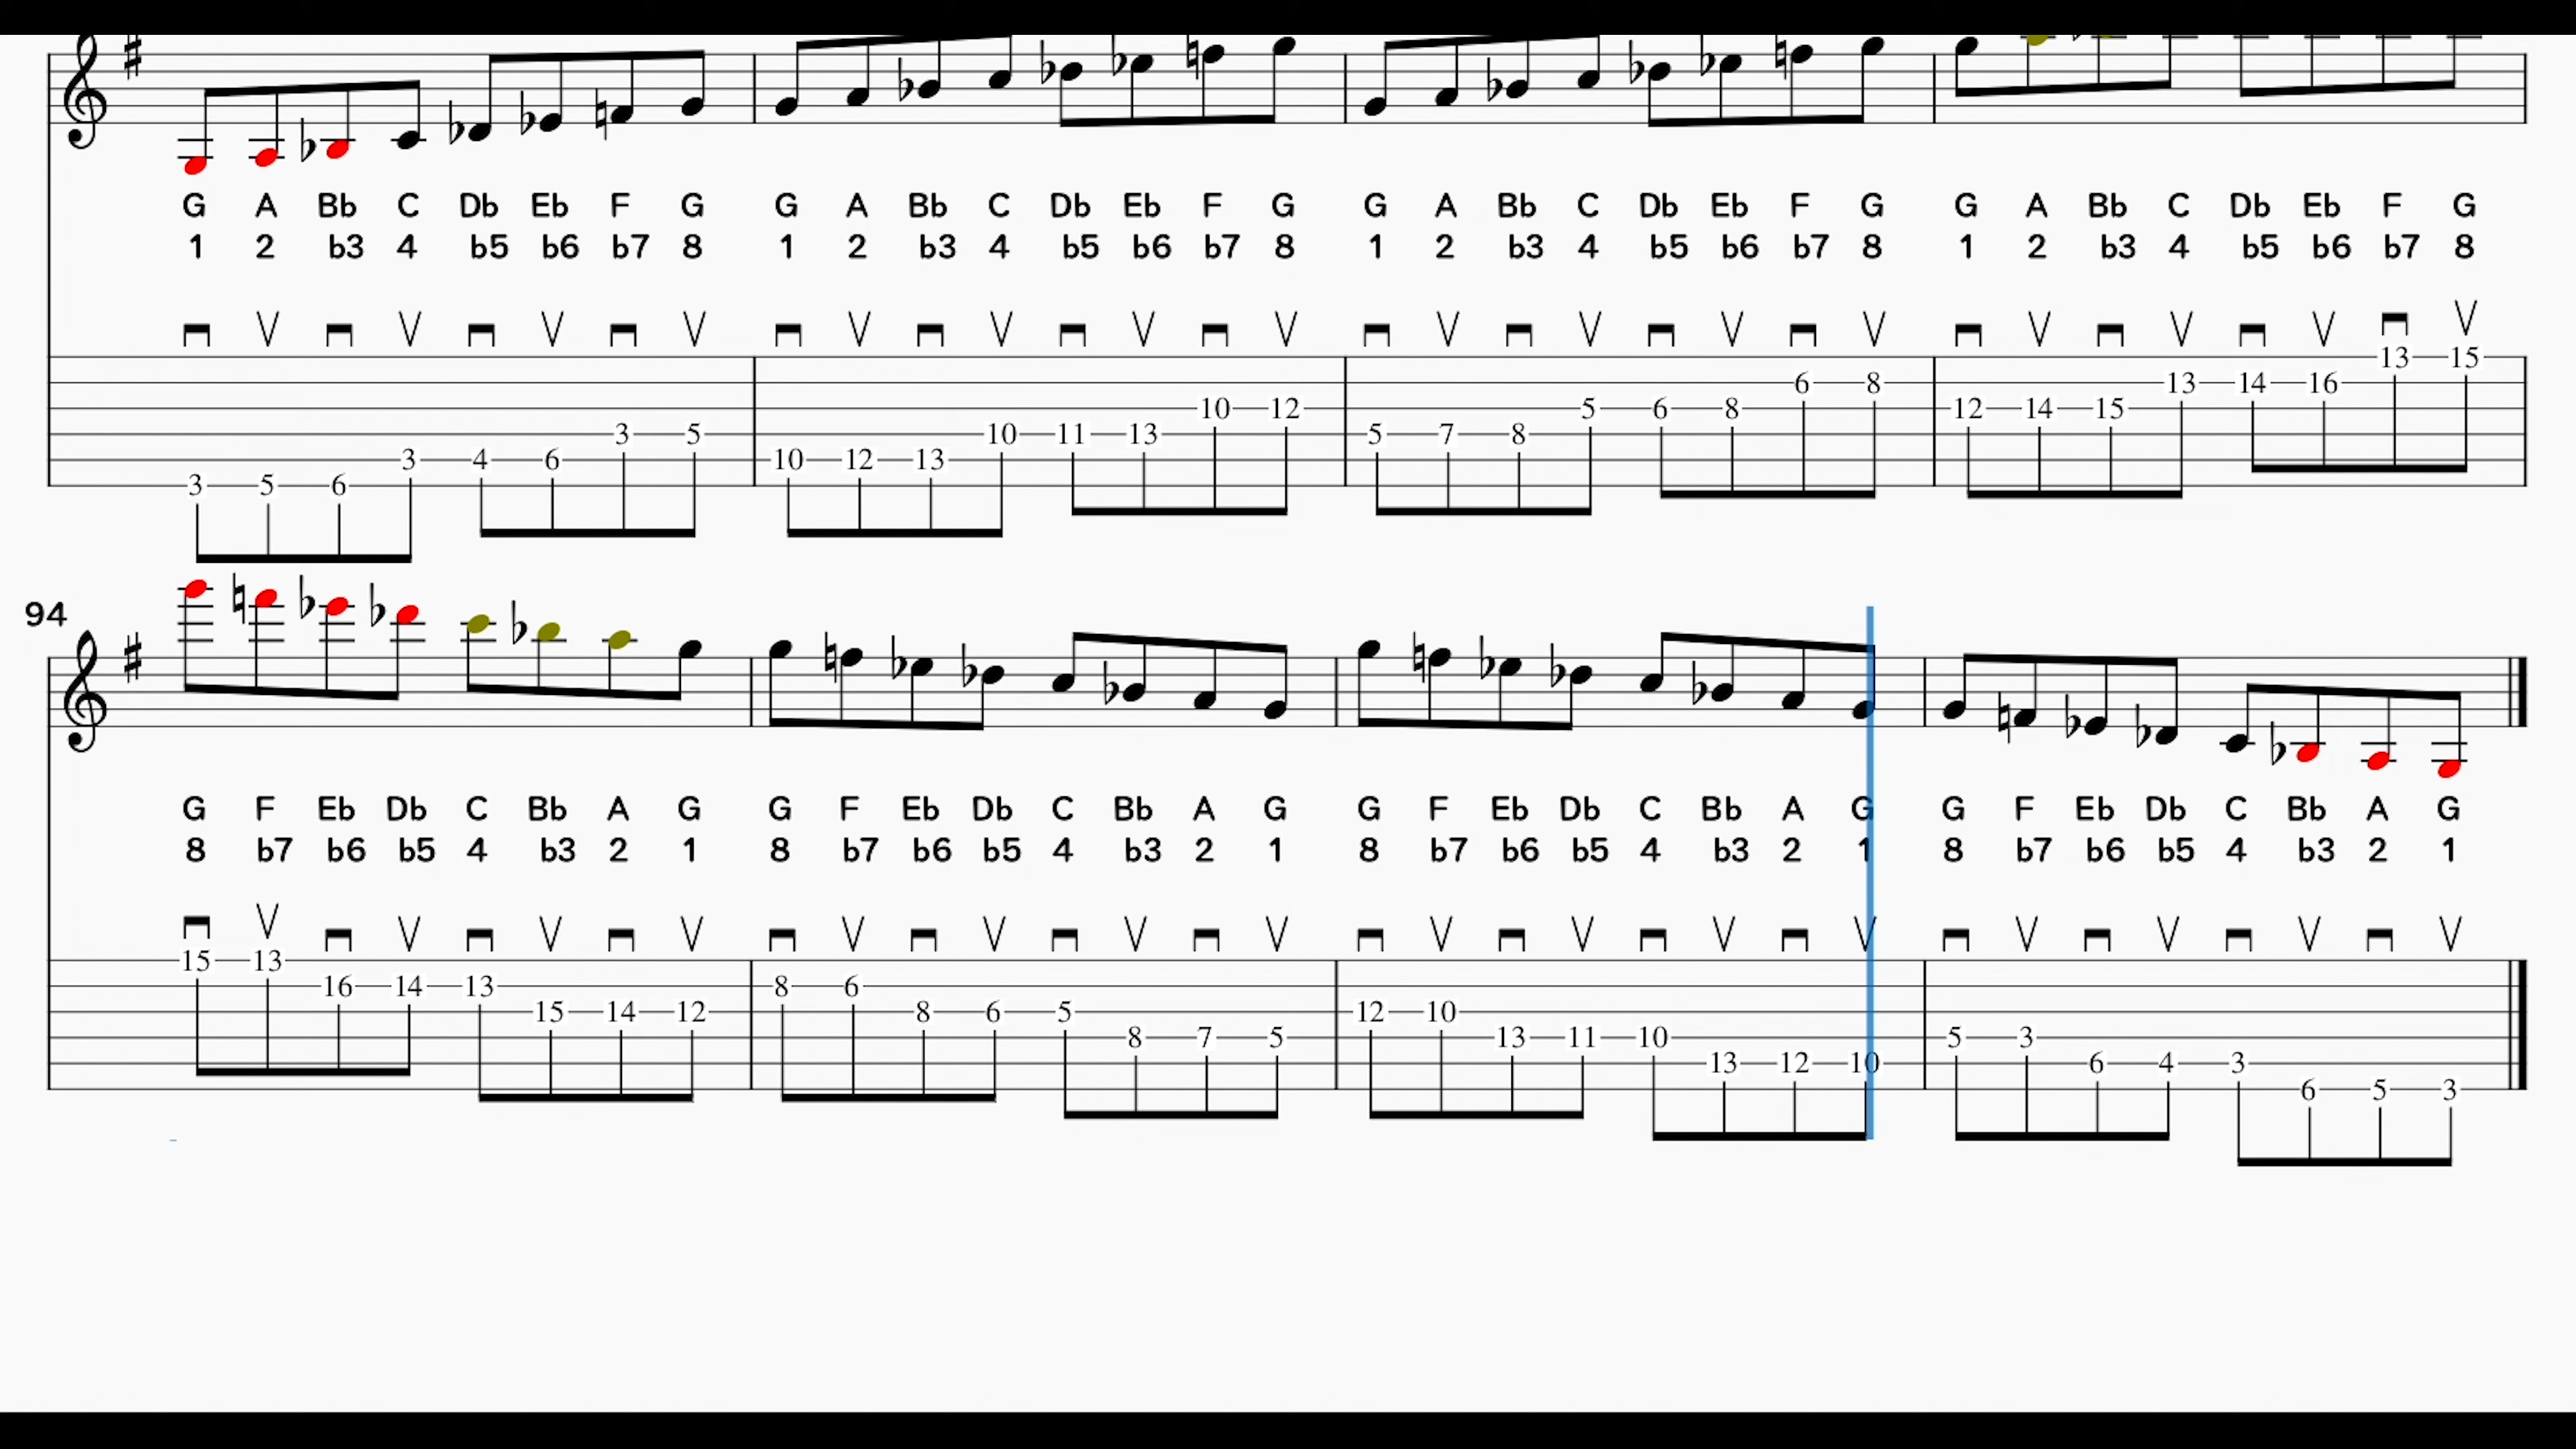 G A Bb C Db Eb F G G A Bb C Db Eb F G G A Bb C Db Eb F G G A Bb C Db Eb F G
1 2 b3 4 b5 b6 b7 8 1 2 b3 4 b5 b6 b7 8 1 2 b3 4 b5 b6 b7 8 1 2 b3 4 b5 b6 b7 8
13 15
6 8 13 14 16
10 12 5 6 8 12 14 15
3 5 10 11 13 5 7 8
3 4 6 10 12 13
3 5 6
94
G F Eb Db C Bb A G G F Eb Db C Bb A G G F Eb Db C Bb A G G F Eb Db C Bb A G
8 b7 b6 b5 4 b3 2 1 8 b7 b6 b5 4 b3 2 1 8 b7 b6 b5 4 b3 2 1 8 b7 b6 b5 4 b3 2 1
15 13
16 14 13 8 6
15 14 12 8 6 5 12 10
8 7 5 13 11 10 5 3
13 12 10 6 4 3
6 5 3